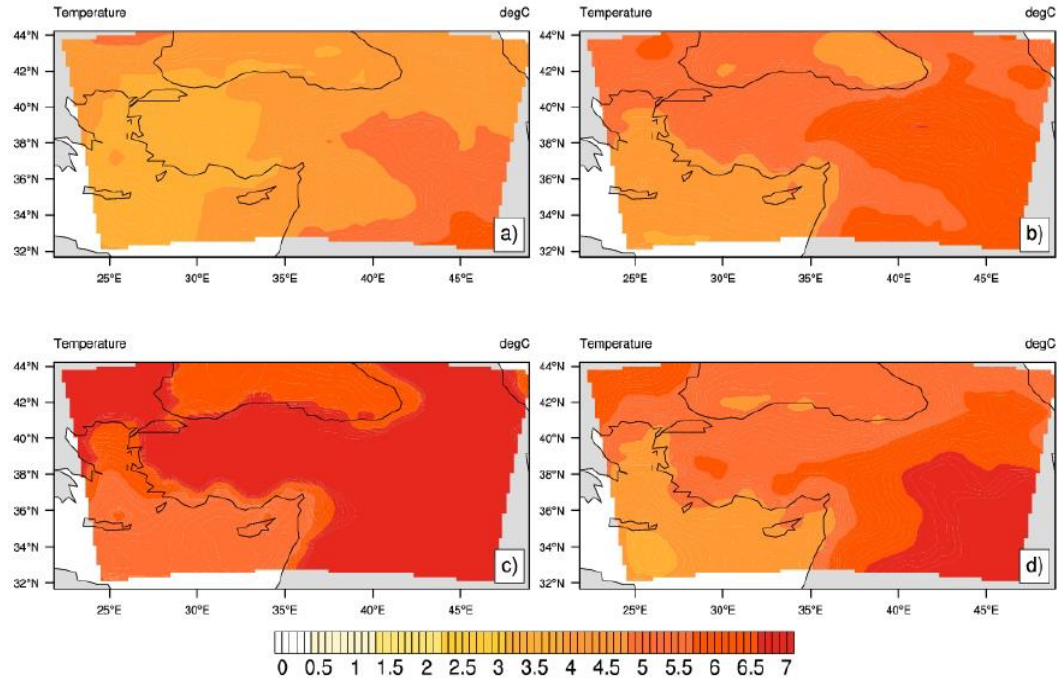 Temperature degC Temperature degC
44°N 44°N
42°N 42°N
40°N 40°N
38°N 38°N
36°N 36°N
34°N 34°N
32°N a) 32°N b)
25°E 30°E 35°E 40°E 45°E 25°E 30°E 35°E 40°E 45°E
Temperature degC Temperature degC
44°N 44°N
42°N 42°N
40°N 40°N
38°N 38°N
36°N 36°N
34°N 34°N
32°N c) 32°N d)
25°E 30°E 35°E 40°E 45°E 25°E 30°E 35°E 40°E 45°E
0 0.5 1 1.5 2 2.5 3 3.5 4 4.5 5 5.5 6 6.5 7